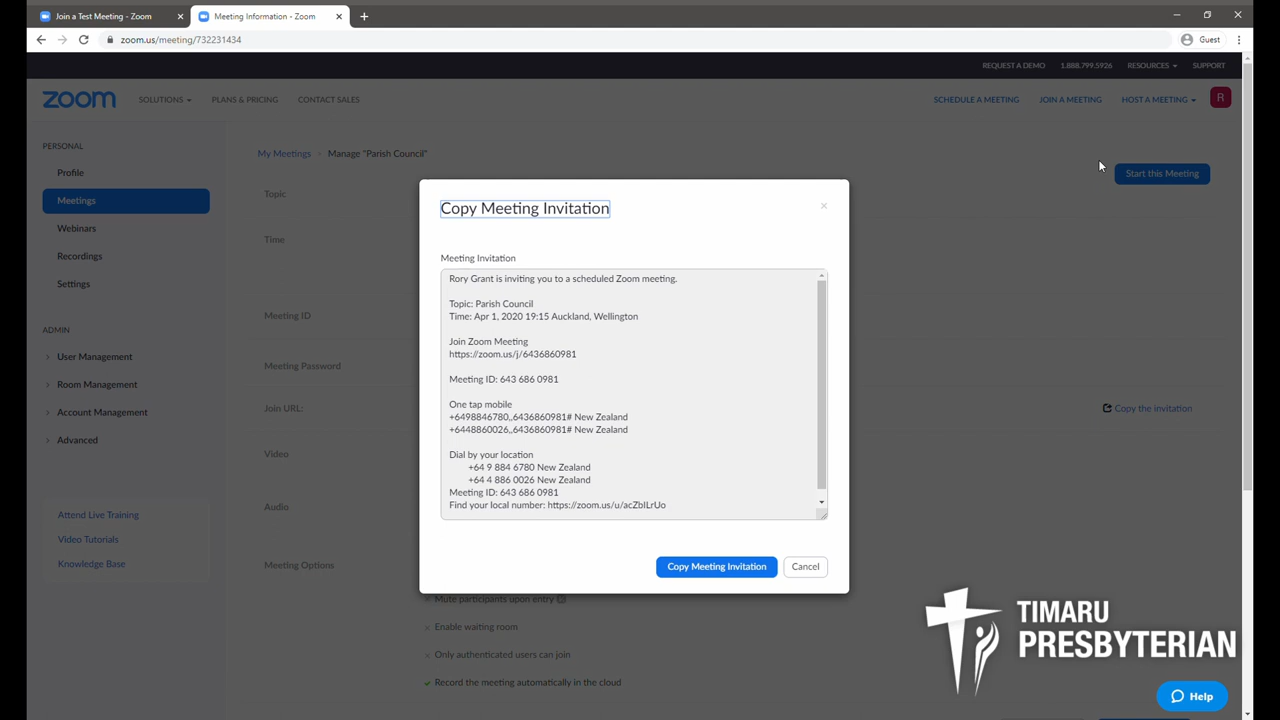 Join a Test Meeting - Zoom
Meeting Information - Zoom
zoom.us/meeting/732231434
Guest
REQUEST A DEMO
1.888.799.5926
RESOURCES
SUPPORT
zoom
SOLUTIONS
PLANS & PRICING
CONTACT SALES
SCHEDULE A MEETING
JOIN A MEETING
HOST A MEETING
R
PERSONAL
Profile
Meetings
Webinars
Recordings
Settings
ADMIN
User Management
Room Management
Account Management
Advanced
Attend Live Training
Video Tutorials
Knowledge Base
My Meetings > Manage "Parish Council"
Start this Meeting
Topic
Time
Meeting ID
Meeting Password
Join URL:
Copy the invitation
Video
Audio
Meeting Options
Copy Meeting Invitation
×
Meeting Invitation
Rory Grant is inviting you to a scheduled Zoom meeting.
Topic: Parish Council
Time: Apr 1, 2020 19:15 Auckland, Wellington
Join Zoom Meeting
https://zoom.us/j/6436860981
Meeting ID: 643 686 0981
One tap mobile
+6498846780,,6436860981# New Zealand
+6448860026,,6436860981# New Zealand
Dial by your location
+64 9 884 6780 New Zealand
+64 4 886 0026 New Zealand
Meeting ID: 643 686 0981
Find your local number: https://zoom.us/u/acZbILrUo
Copy Meeting Invitation
Cancel
Mute participants upon entry
Enable waiting room
Only authenticated users can join
Record the meeting automatically in the cloud
TIMARU
PRESBYTERIAN
Help